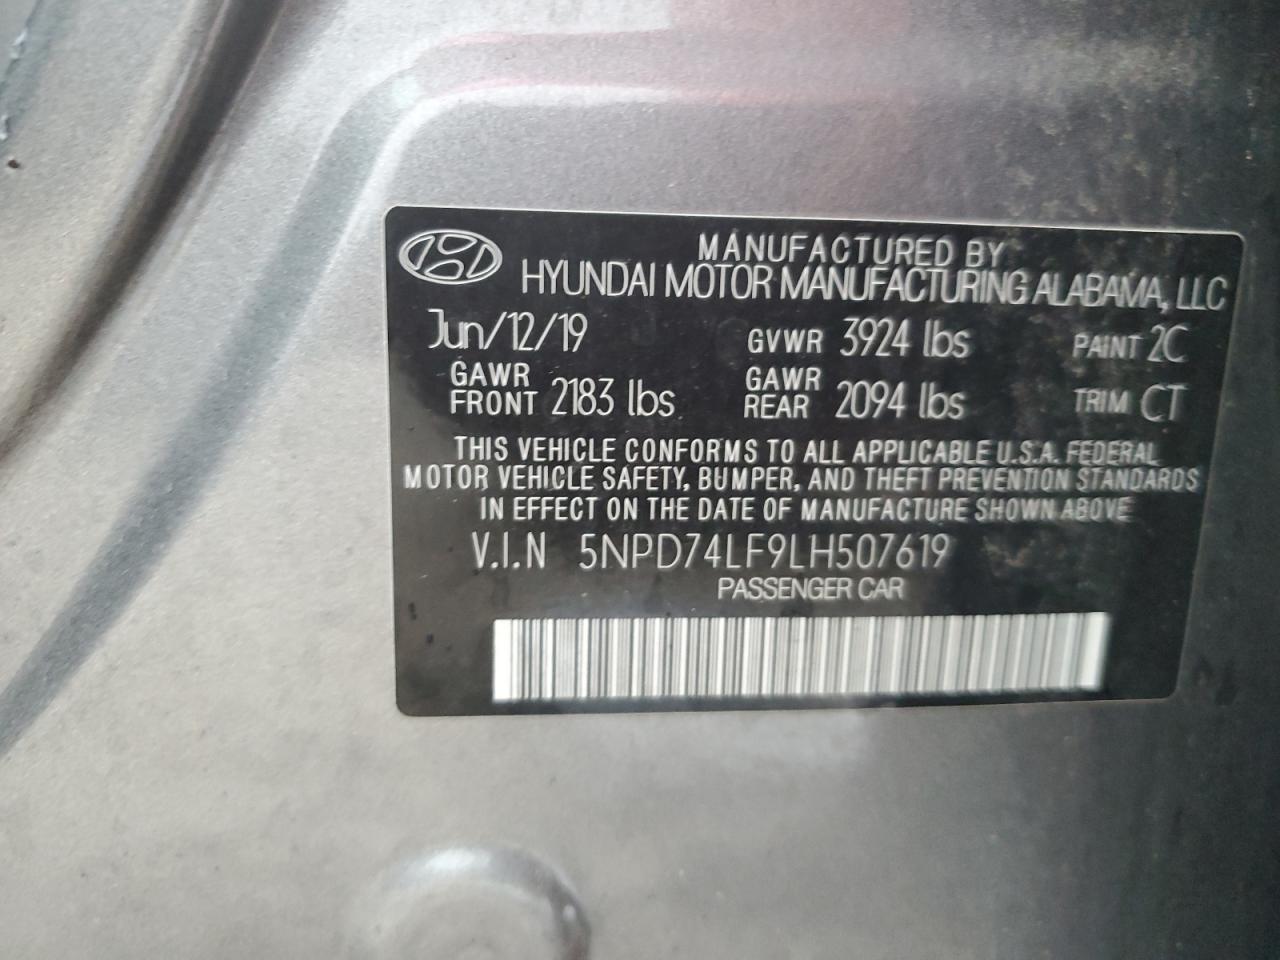 MANUFACTURED BY
HYUNDAI MOTOR MANUFACTURING ALABAMA, LLC
Jun/12/19 GVWR 3924 lbs PAINT 2C
GAWR FRONT 2183 lbs GAWR REAR 2094 lbs TRIM CT
THIS VEHICLE CONFORMS TO ALL APPLICABLE U.S.A. FEDERAL
MOTOR VEHICLE SAFETY, BUMPER, AND THEFT PREVENTION STANDARDS
IN EFFECT ON THE DATE OF MANUFACTURE SHOWN ABOVE
V.I.N 5NPD74LF9LH507619
PASSENGER CAR